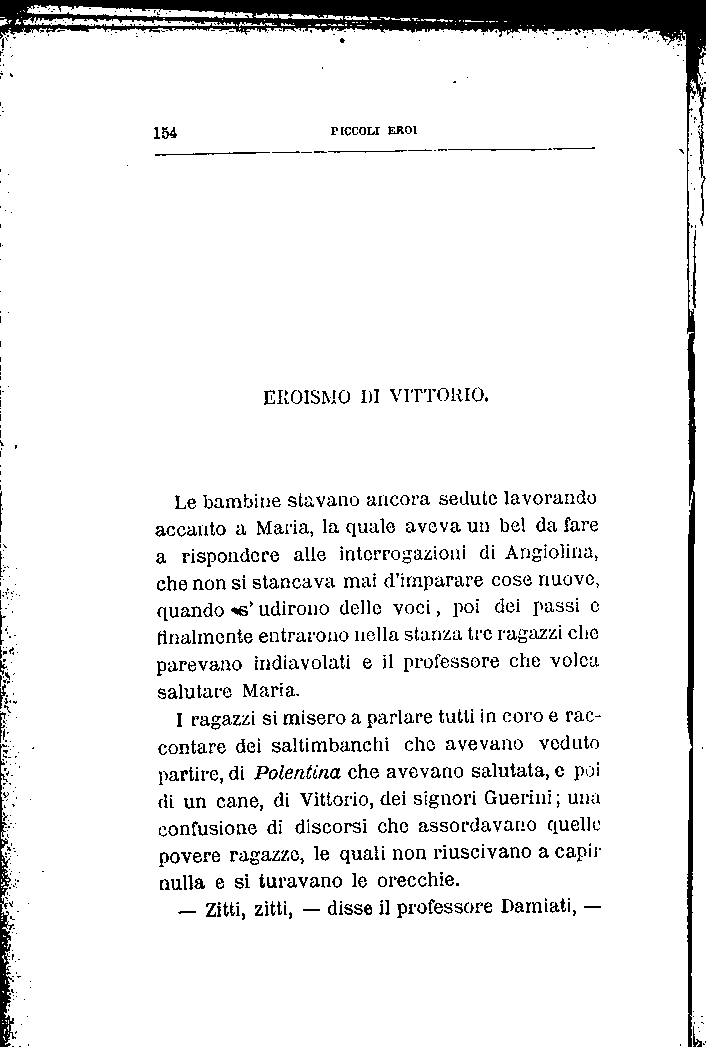 154 PICCOLI EROI
EROISMO DI VITTORIO.
Le bambine stavano ancora sedute lavorando
accanto a Maria, la quale aveva un bel da fare
a rispondere alle interrogazioni di Angiolina,
che non si stancava mai d'imparare cose nuove,
quando s' udirono delle voci, poi dei passi e
finalmente entrarono nella stanza tre ragazzi che
parevano indiavolati e il professore che volea
salutare Maria.
I ragazzi si misero a parlare tutti in coro e rac-
contare dei saltimbanchi che avevano veduto
partire, di Polentina che avevano salutata, e poi
di un cane, di Vittorio, dei signori Guerini; una
confusione di discorsi che assordavano quelle
povere ragazze, le quali non riuscivano a capir
nulla e si turavano le orecchie.
— Zitti, zitti, — disse il professore Damiati, —